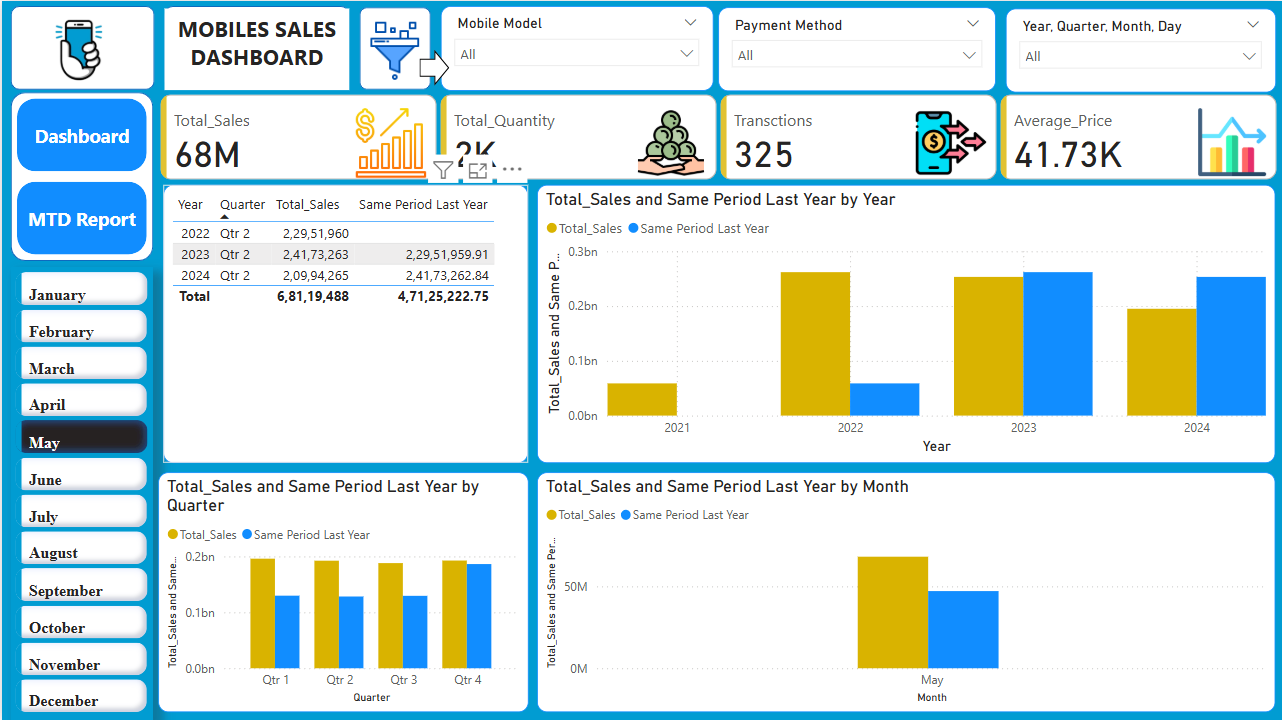 MOBILES SALES
DASHBOARD
Mobile Model
All
Payment Method
All
Year, Quarter, Month, Day
All
Dashboard
MTD Report
Total_Sales
68M
Total_Quantity
2K
Transctions
325
Average_Price
41.73K
January
February
March
April
May
June
July
August
September
October
November
December
Year Quarter Total_Sales Same Period Last Year
2022 Qtr 2 2,29,51,960
2023 Qtr 2 2,41,73,263 2,29,51,959.91
2024 Qtr 2 2,09,94,265 2,41,73,262.84
Total 6,81,19,488 4,71,25,222.75
Total_Sales and Same Period Last Year by Year
Total_Sales Same Period Last Year
Total_Sales and Same P...
0.3bn
0.2bn
0.1bn
0.0bn
2021 2022 2023 2024
Year
Total_Sales and Same Period Last Year by
Quarter
Total_Sales Same Period Last Year
Total_Sales and Same...
0.2bn
0.1bn
0.0bn
Qtr 1 Qtr 2 Qtr 3 Qtr 4
Quarter
Total_Sales and Same Period Last Year by Month
Total_Sales Same Period Last Year
Total_Sales and Same Per...
50M
0M
May
Month